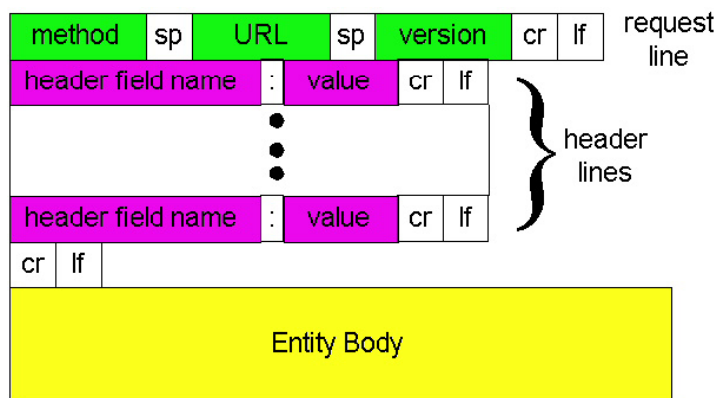 method sp URL sp version cr lf request line
header field name : value cr lf
header lines
header field name : value cr lf
cr lf
Entity Body